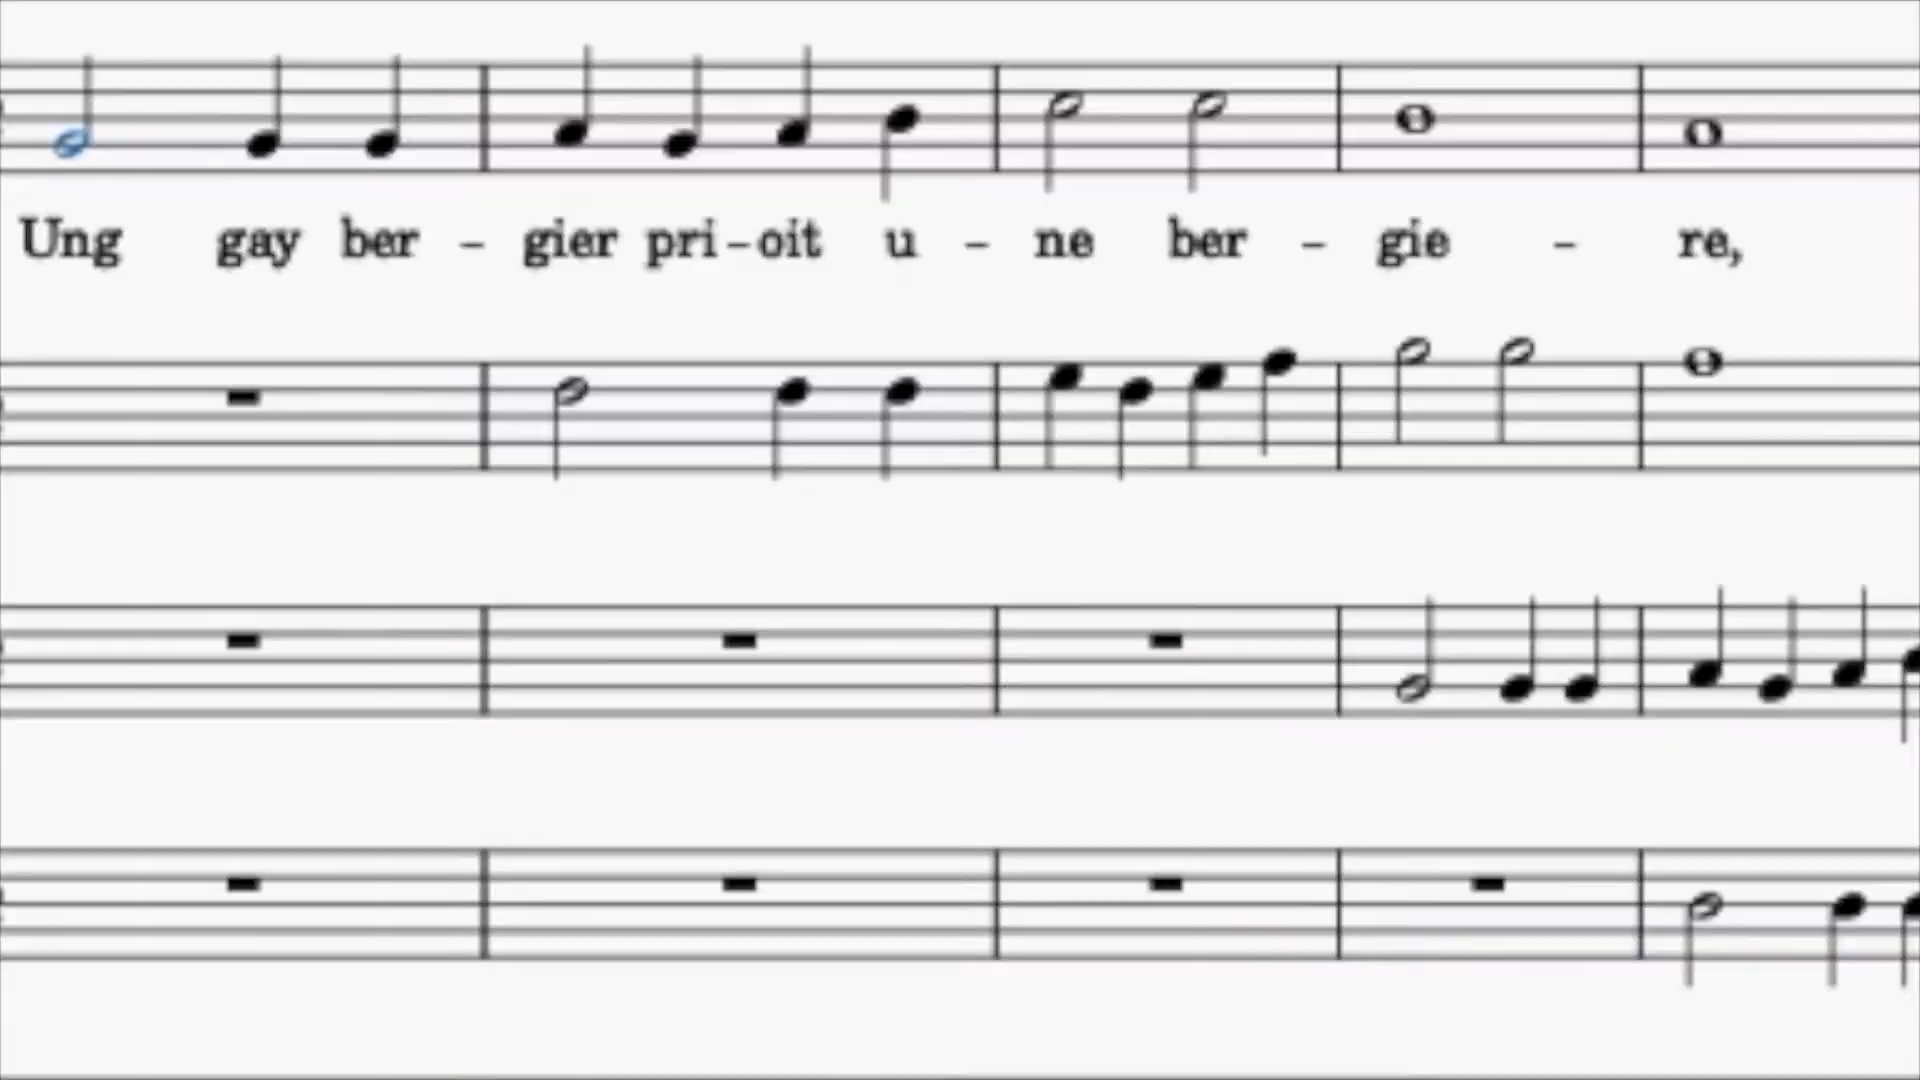 Ung gay ber - gier pri - oit u - ne ber - gie - re,